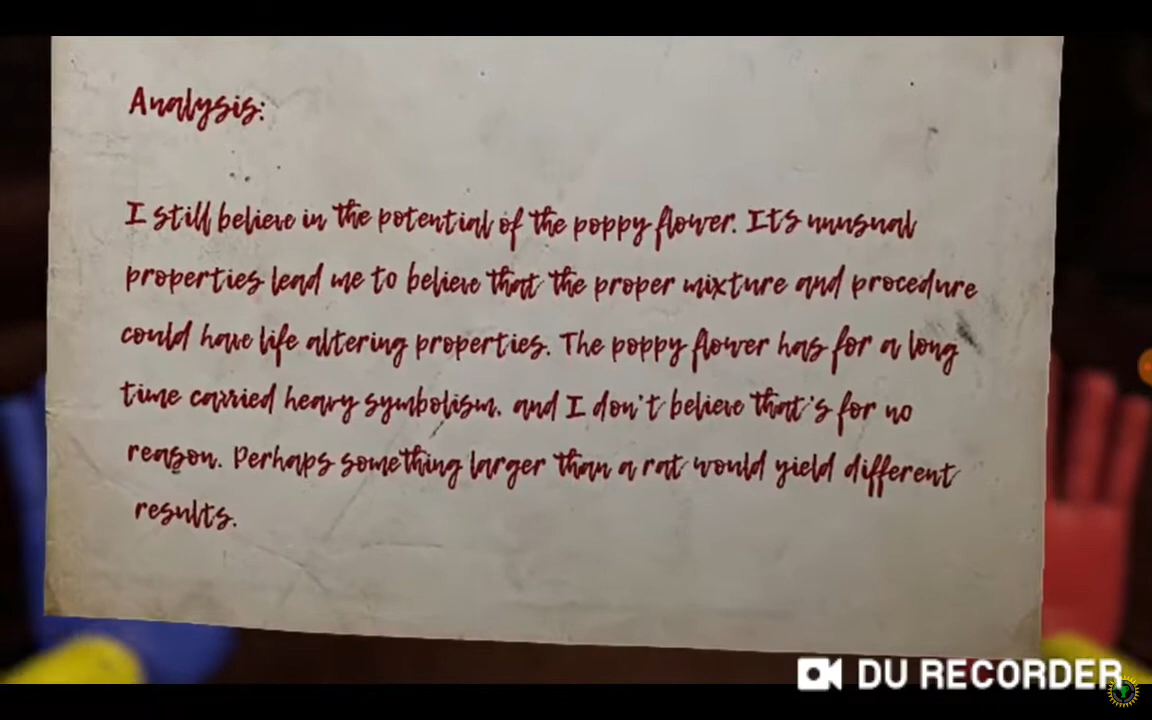 Analysis:
I still believe in the potential of the poppy flower. Its unusual
properties lead me to believe that the proper mixture and procedure
could have life altering properties. The poppy flower has for a long
time carried heavy symbolism, and I don't believe that's for no
reason. Perhaps something larger than a rat would yield different
results.
DU RECORDER